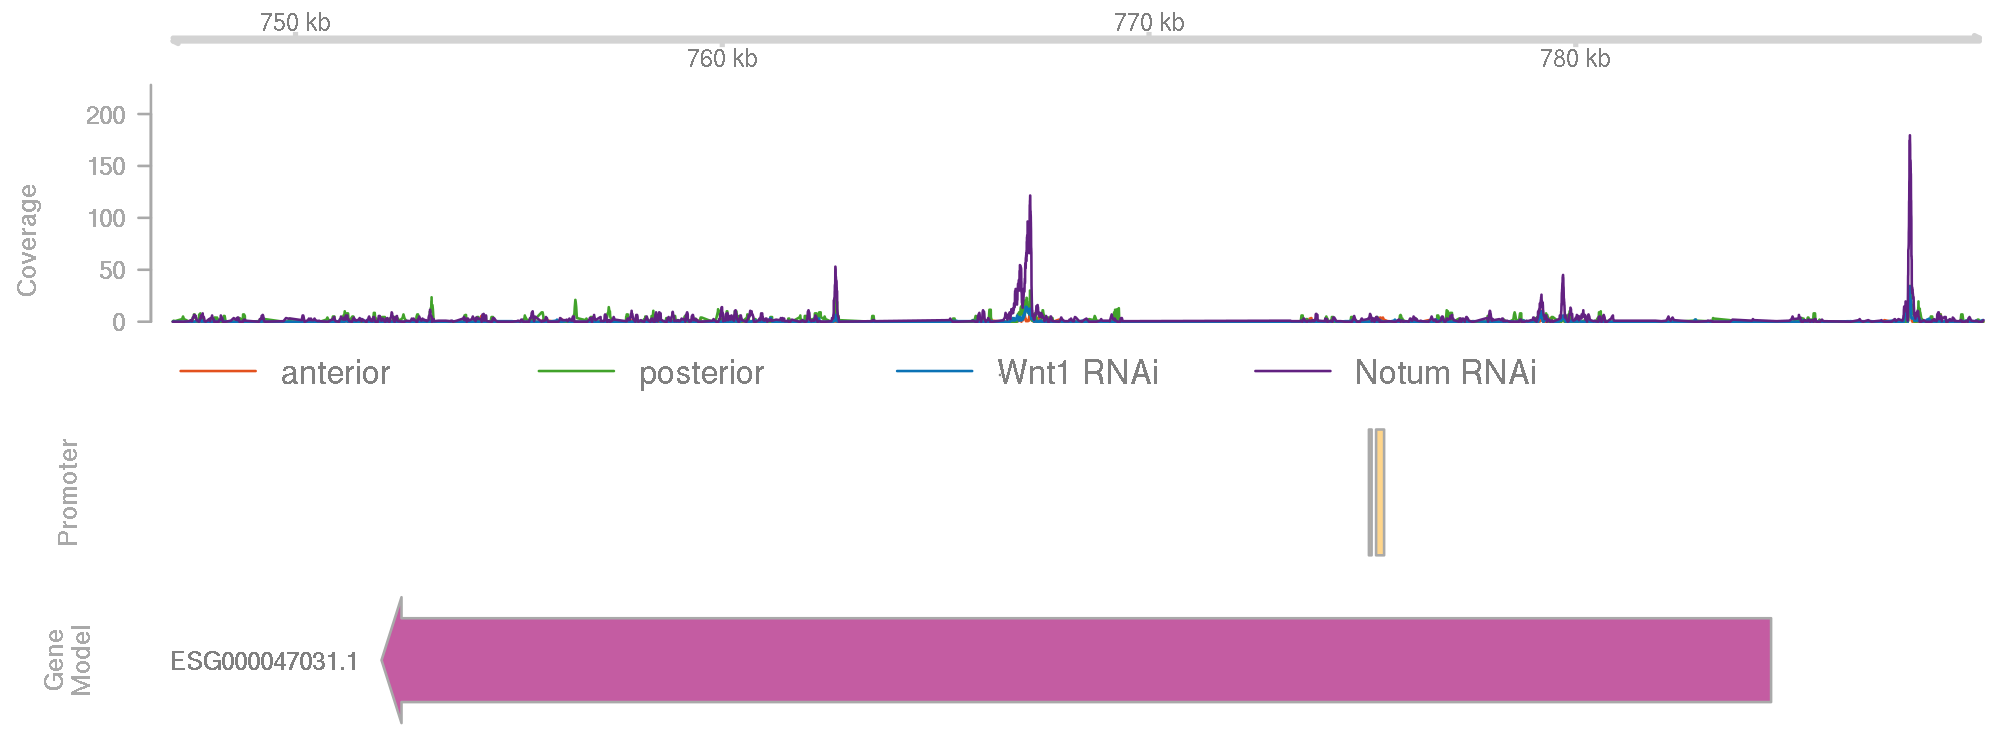 750 kb
770 kb
760 kb
780 kb
Coverage
200
150
100
50
0
anterior posterior Wnt1 RNAi Notum RNAi
Promoter
Gene
Model
ESG000047031.1